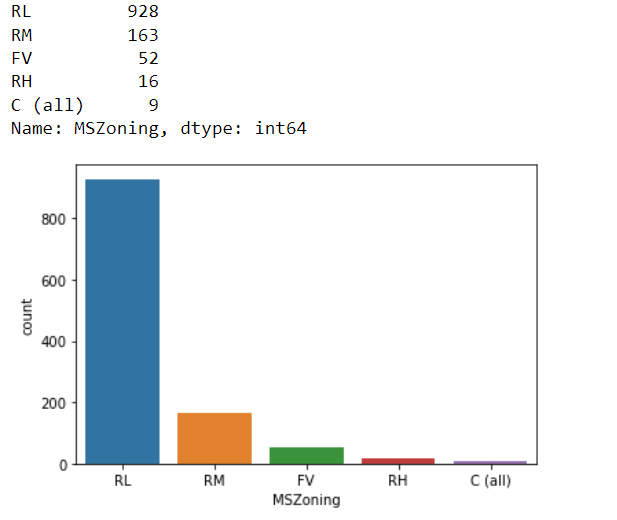 RL 928
RM 163
FV 52
RH 16
C (all) 9
Name: MSZoning, dtype: int64
800
600
400
200
0
count
RL RM FV RH C (all)
MSZoning